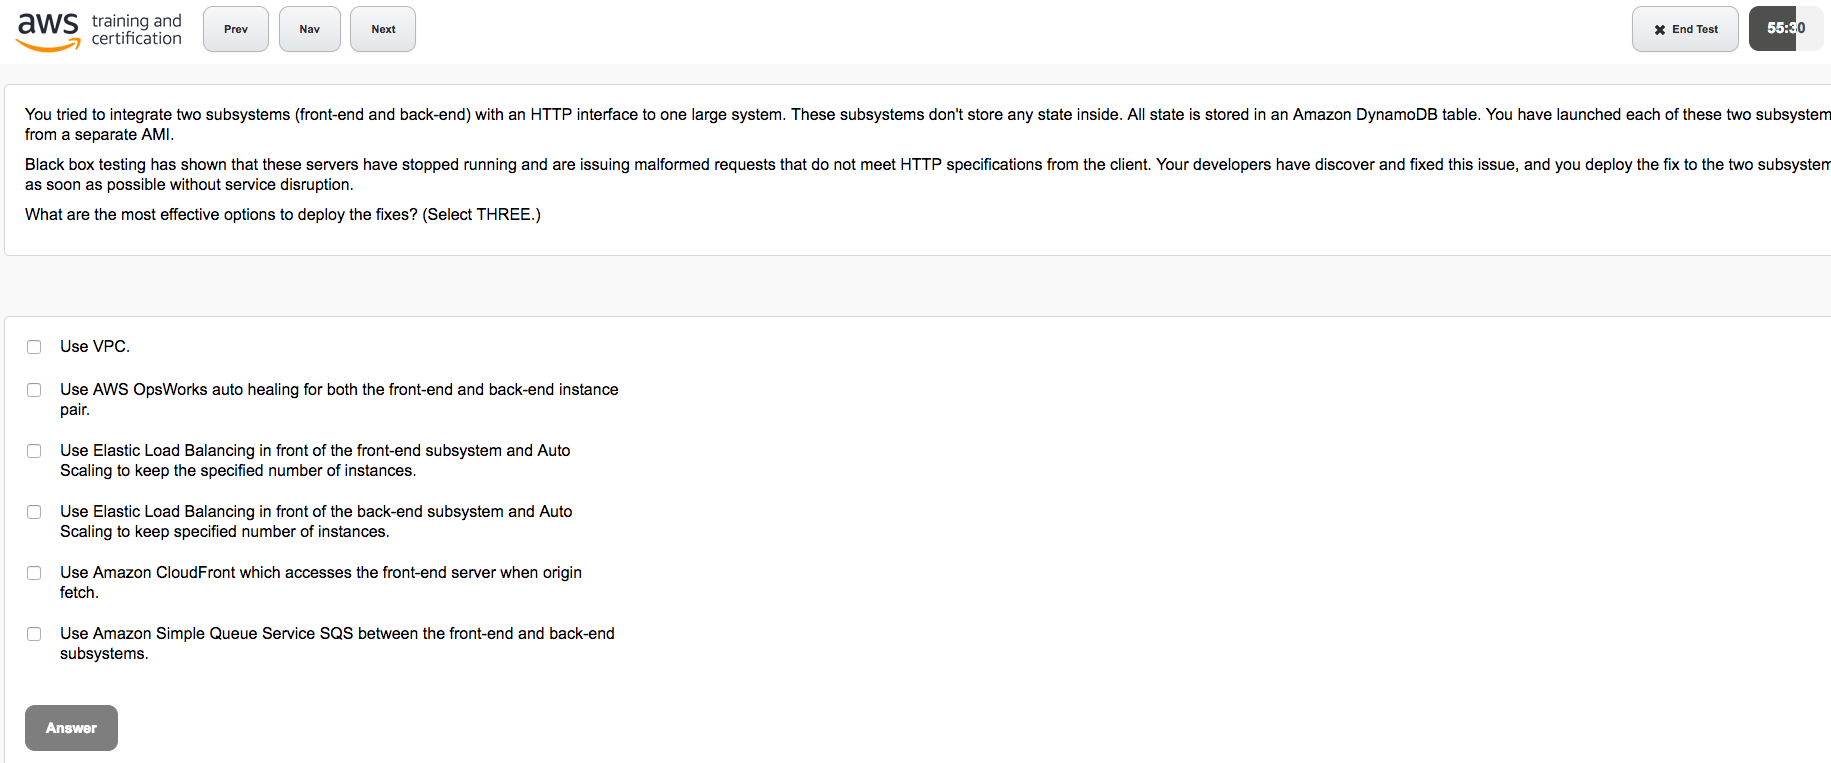 aws training and certification
Prev
Nav
Next
✖ End Test
55:30
You tried to integrate two subsystems (front-end and back-end) with an HTTP interface to one large system. These subsystems don't store any state inside. All state is stored in an Amazon DynamoDB table. You have launched each of these two subsystem
from a separate AMI.
Black box testing has shown that these servers have stopped running and are issuing malformed requests that do not meet HTTP specifications from the client. Your developers have discover and fixed this issue, and you deploy the fix to the two subsystem
as soon as possible without service disruption.
What are the most effective options to deploy the fixes? (Select THREE.)
Use VPC.
Use AWS OpsWorks auto healing for both the front-end and back-end instance
pair.
Use Elastic Load Balancing in front of the front-end subsystem and Auto
Scaling to keep the specified number of instances.
Use Elastic Load Balancing in front of the back-end subsystem and Auto
Scaling to keep specified number of instances.
Use Amazon CloudFront which accesses the front-end server when origin
fetch.
Use Amazon Simple Queue Service SQS between the front-end and back-end
subsystems.
Answer